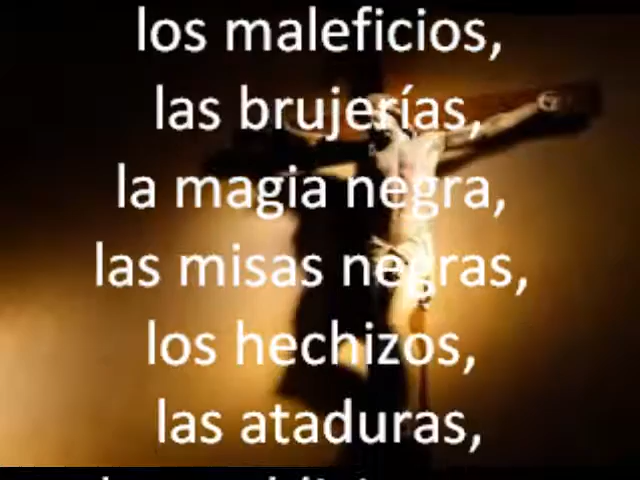 los maleficios,
las brujerías,
la magia negra,
las misas negras,
los hechizos,
las ataduras,